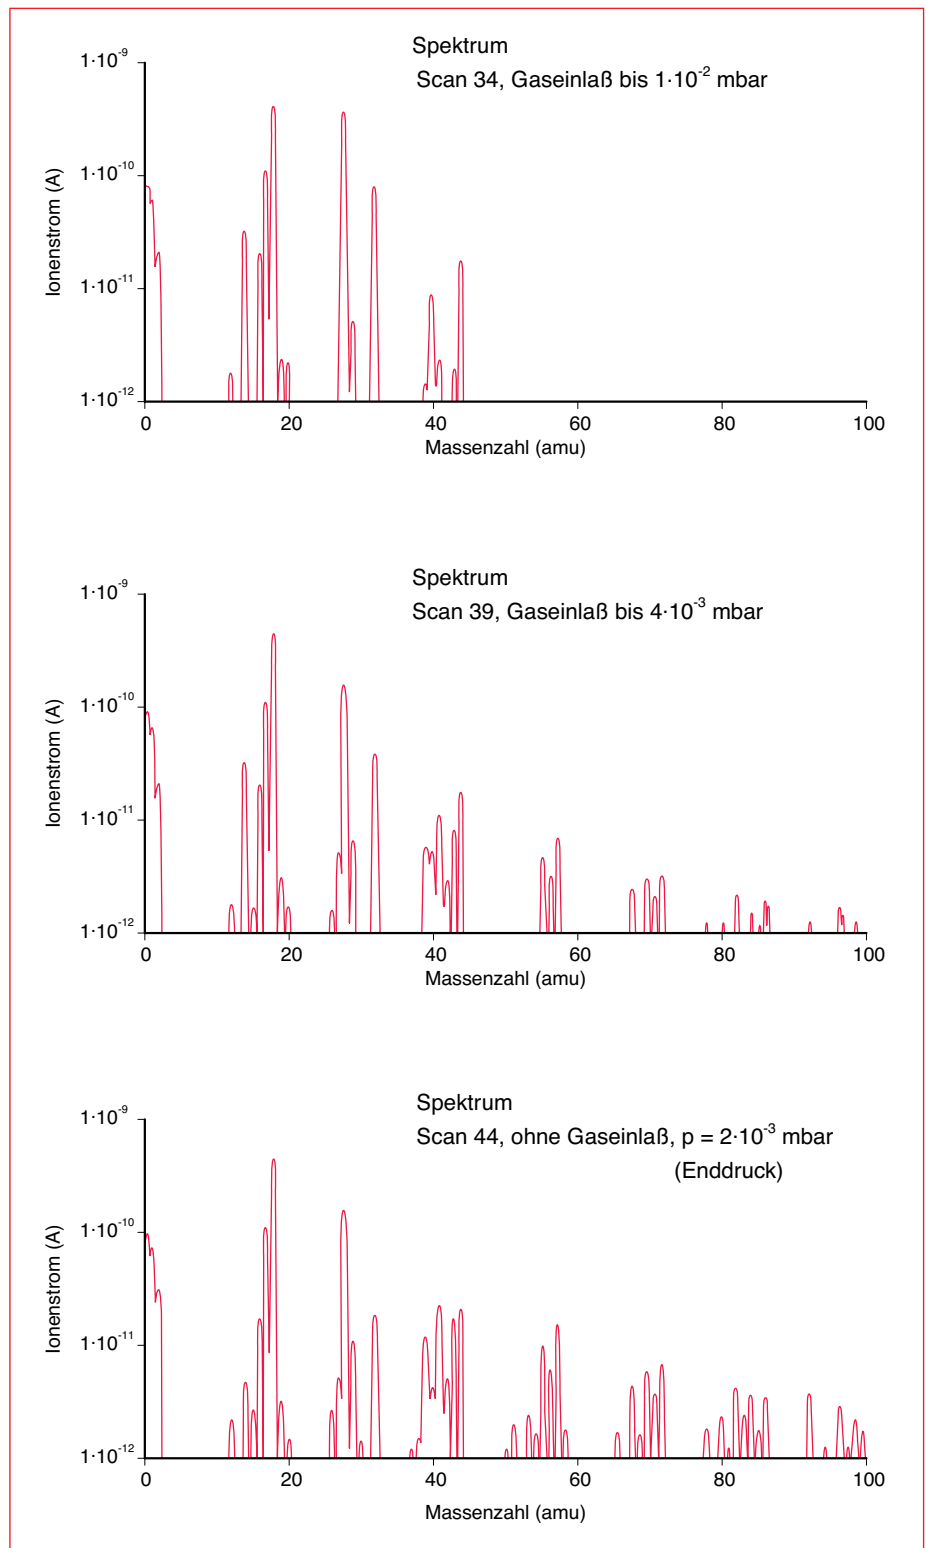 Spektrum
Scan 34, Gaseinlaß bis 1·10⁻² mbar
1·10⁻⁹
1·10⁻¹⁰
1·10⁻¹¹
1·10⁻¹²
Ionenstrom (A)
0 20 40 60 80 100
Massenzahl (amu)
Spektrum
Scan 39, Gaseinlaß bis 4·10⁻³ mbar
1·10⁻⁹
1·10⁻¹⁰
1·10⁻¹¹
1·10⁻¹²
Ionenstrom (A)
0 20 40 60 80 100
Massenzahl (amu)
Spektrum
Scan 44, ohne Gaseinlaß, p = 2·10⁻³ mbar
(Enddruck)
1·10⁻⁹
1·10⁻¹⁰
1·10⁻¹¹
1·10⁻¹²
Ionenstrom (A)
0 20 40 60 80 100
Massenzahl (amu)